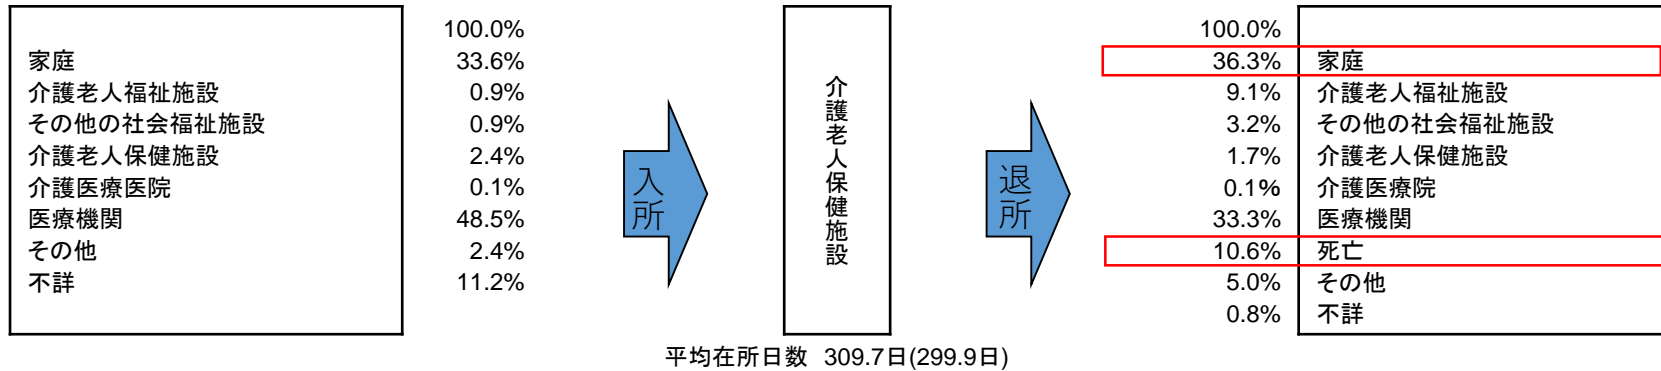 100.0%
家庭 33.6%
介護老人福祉施設 0.9%
その他の社会福祉施設 0.9%
介護老人保健施設 2.4%
介護医療医院 0.1%
医療機関 48.5%
その他 2.4%
不詳 11.2%
入所
介護老人保健施設
退所
100.0%
36.3% 家庭
9.1% 介護老人福祉施設
3.2% その他の社会福祉施設
1.7% 介護老人保健施設
0.1% 介護医療院
33.3% 医療機関
10.6% 死亡
5.0% その他
0.8% 不詳
平均在所日数 309.7日(299.9日)